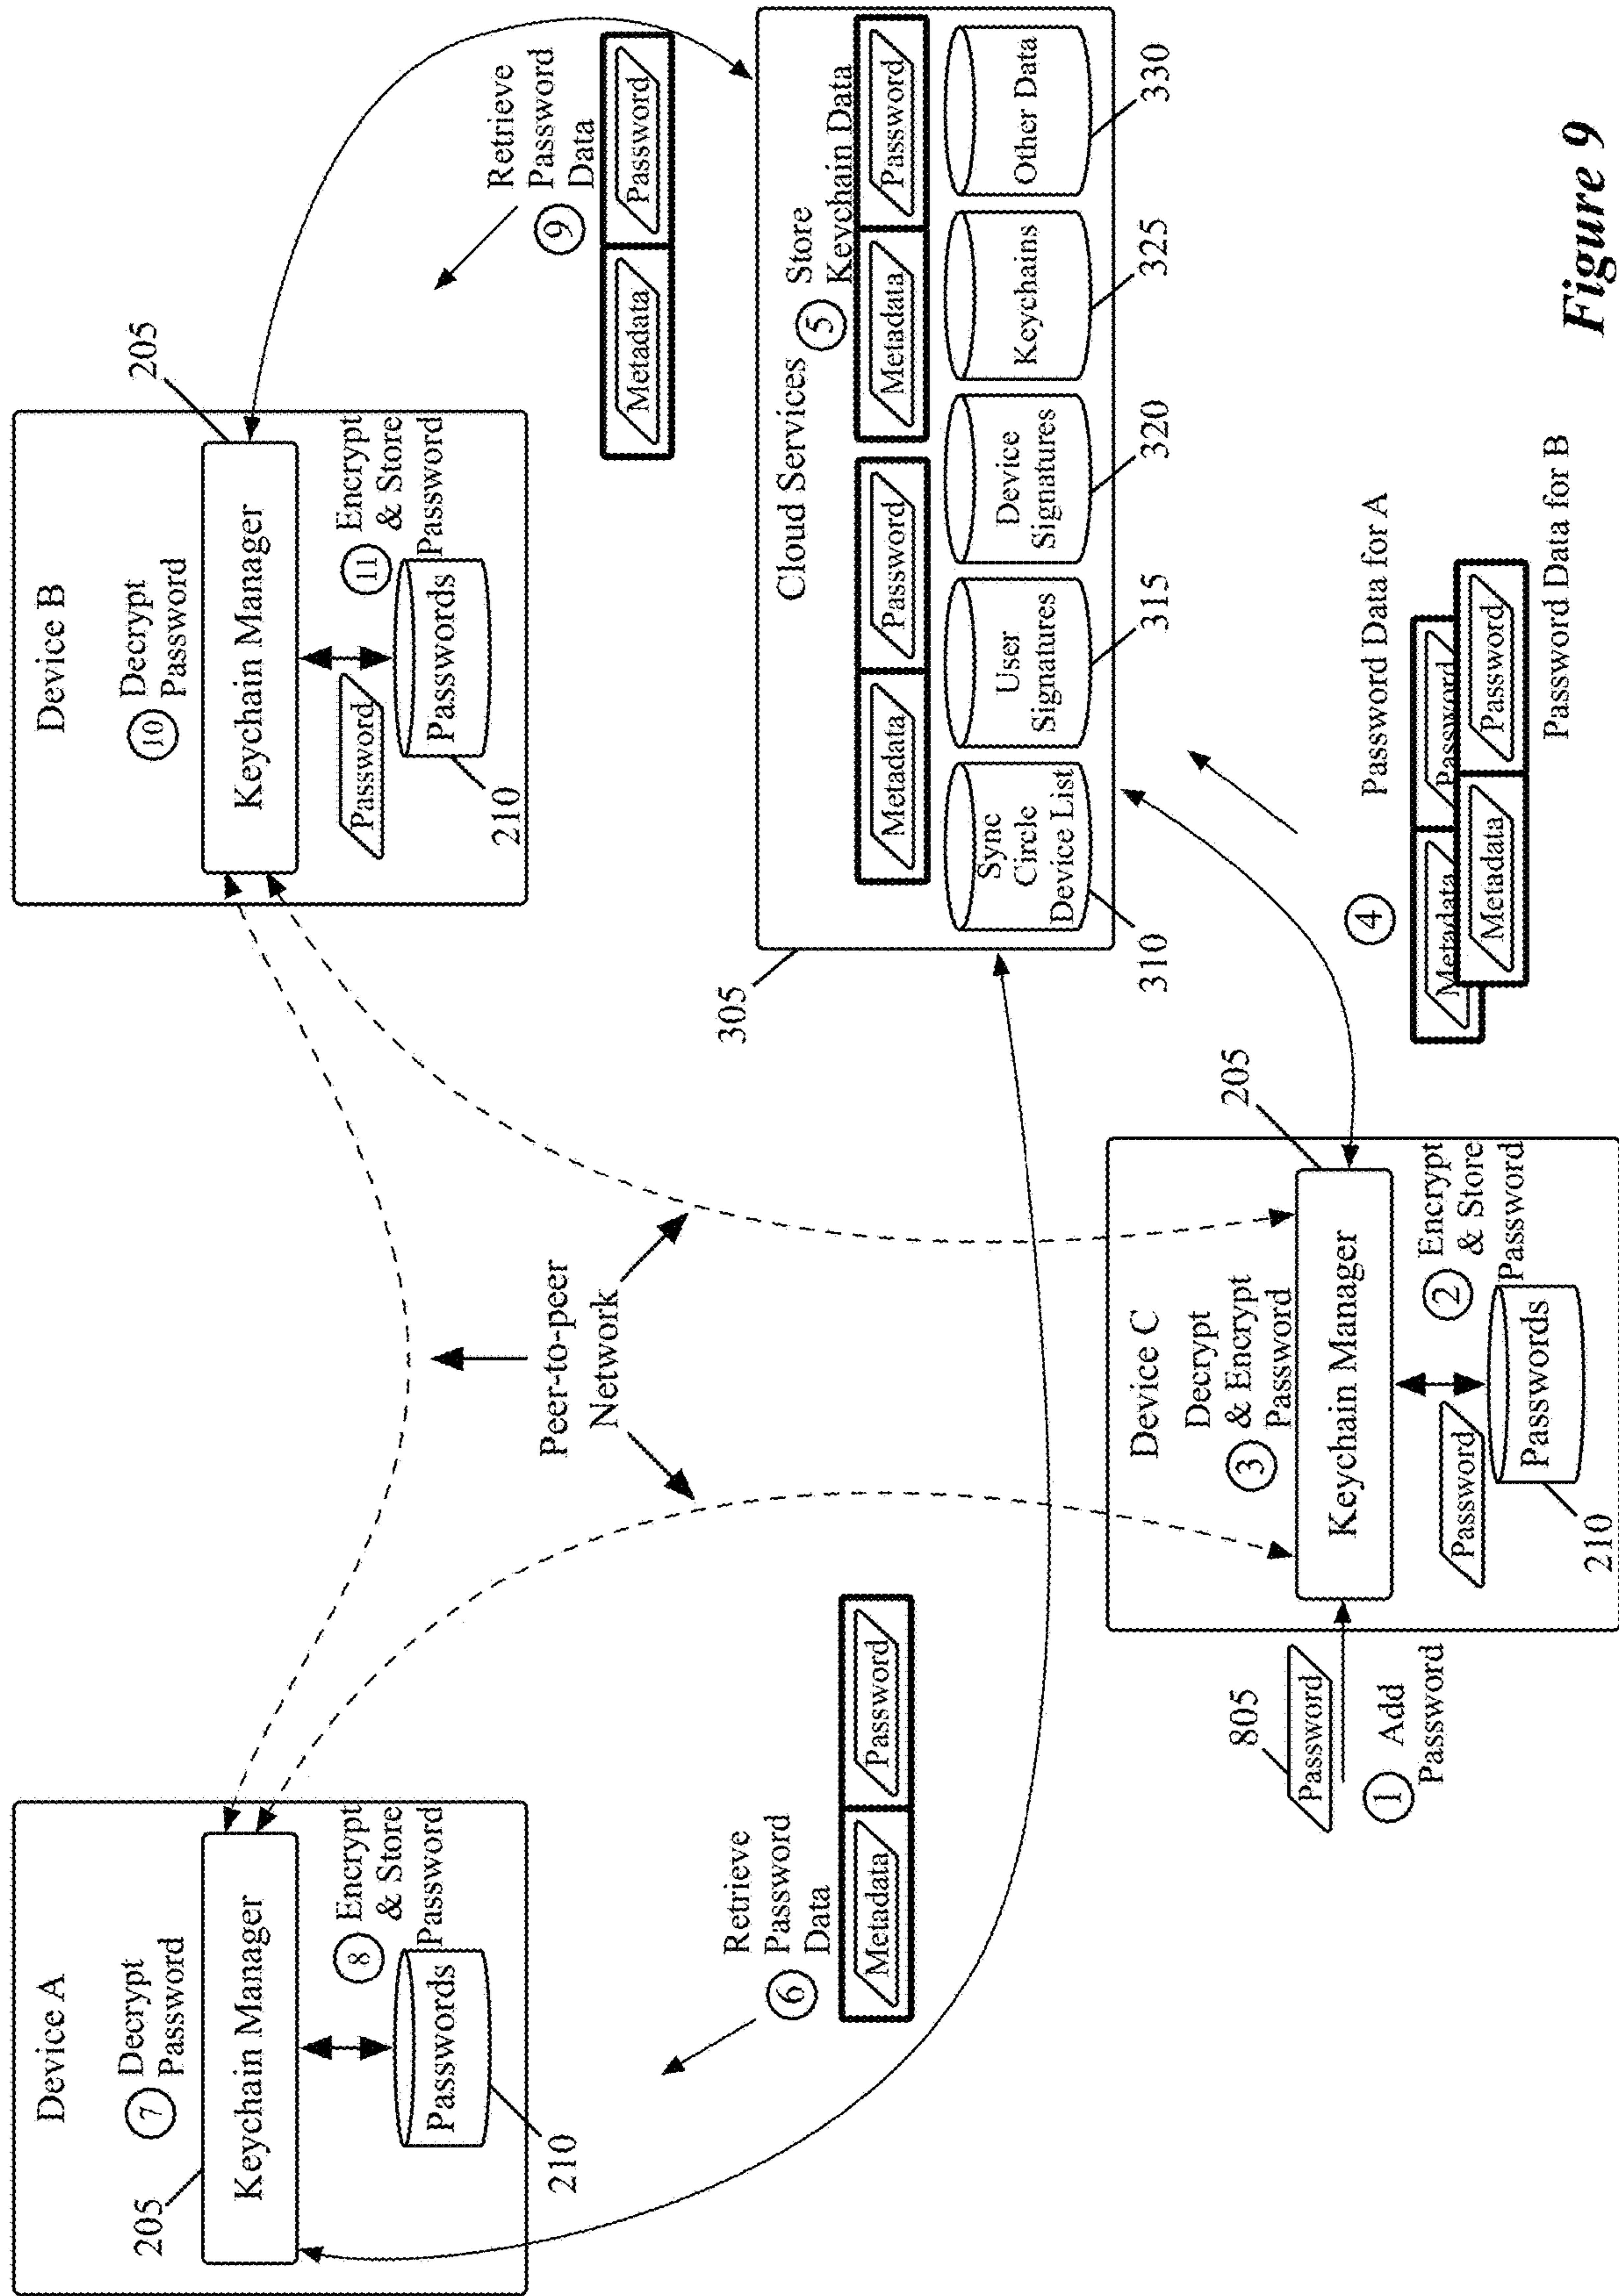 Device A
7
Decrypt
Password
205
Keychain Manager
8
Encrypt
& Store
Password
Passwords
210
Device B
10
Decrypt
Password
205
Keychain Manager
Password
11
Encrypt
& Store
Password
Passwords
210
Peer-to-peer
Network
Retrieve
6
Password
Data
Metadata
Password
Retrieve
9
Password
Data
Metadata
Password
305
Cloud Services
5
Store
Keychain Data
Metadata
Password
Metadata
Password
Sync
Circle
Device List
User
Signatures
Device
Signatures
Keychains
Other Data
310
315
320
325
330
805
Password
1
Add
Password
Device C
Decrypt
3
& Encrypt
Password
205
Keychain Manager
Password
2
Encrypt
& Store
Password
Passwords
210
4
Password Data for A
Metadata
Password
Metadata
Password
Password Data for B
Figure 9